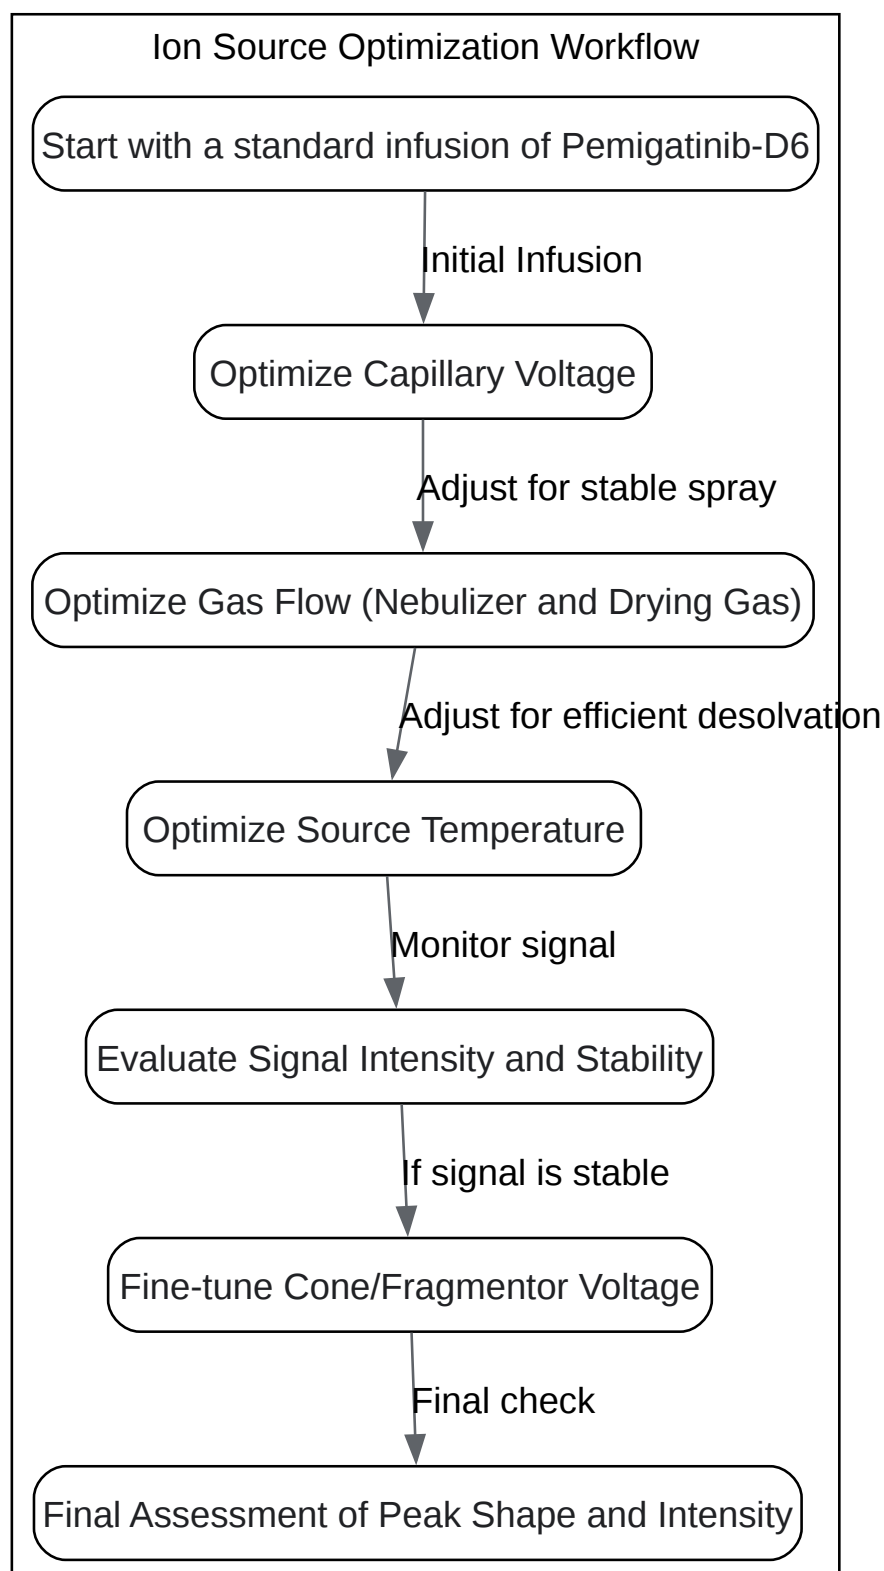 Ion Source Optimization Workflow
Start with a standard infusion of Pemigatinib-D6
Initial Infusion
Optimize Capillary Voltage
Adjust for stable spray
Optimize Gas Flow (Nebulizer and Drying Gas)
Adjust for efficient desolvation
Optimize Source Temperature
Monitor signal
Evaluate Signal Intensity and Stability
If signal is stable
Fine-tune Cone/Fragmentor Voltage
Final check
Final Assessment of Peak Shape and Intensity